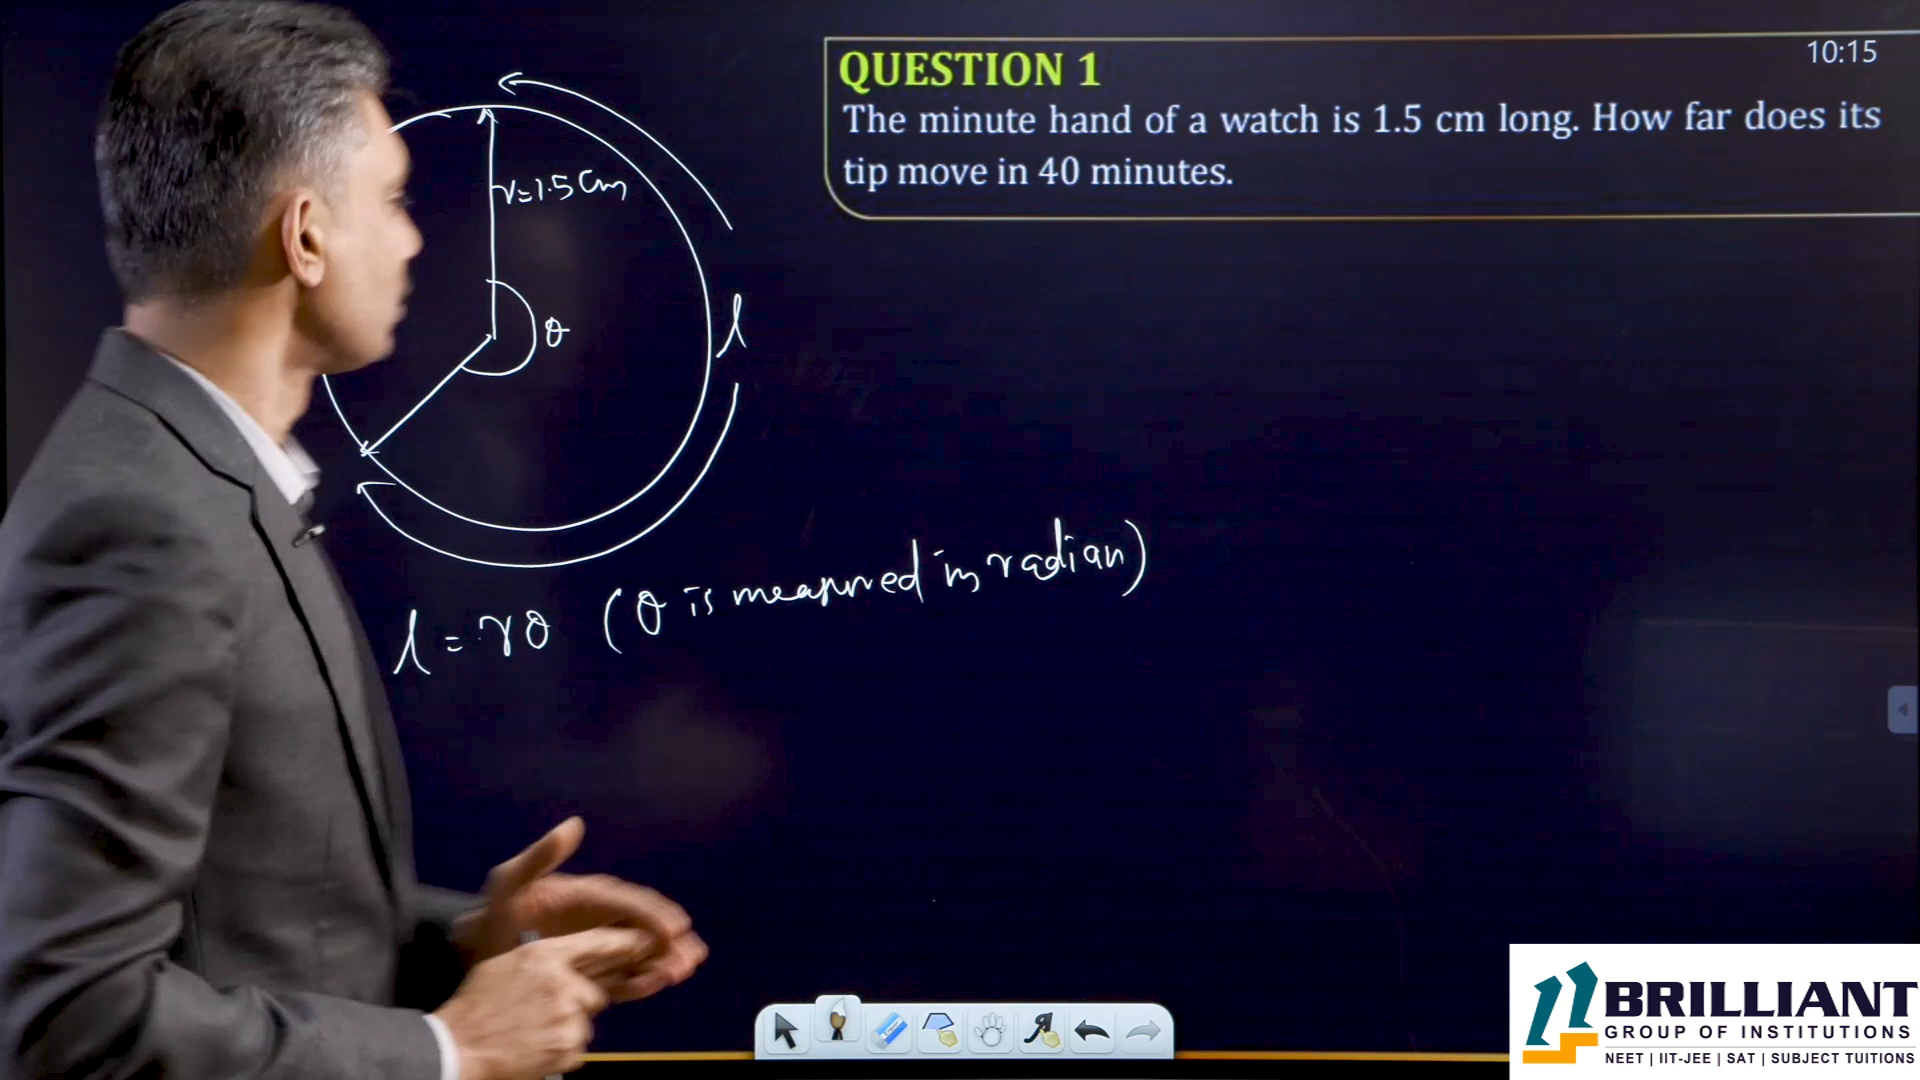 10:15
QUESTION 1
The minute hand of a watch is 1.5 cm long. How far does its
tip move in 40 minutes.
r=1.5 Cm
θ
l
l = rθ (θ is measured in radian)
BRILLIANT
GROUP OF INSTITUTIONS
NEET | IIT-JEE | SAT | SUBJECT TUITIONS